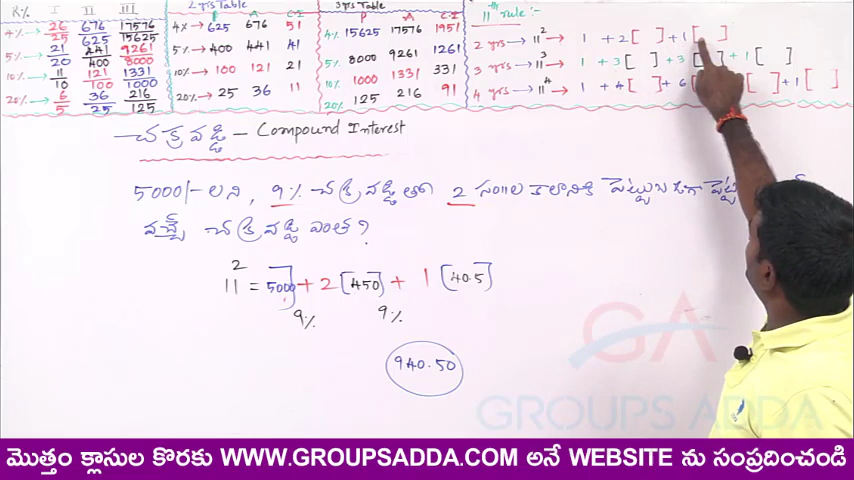 R% I II III
4% → 26/25 676/625 17576/15625
5% → 21/20 441/400 9261/8000
10% → 11/10 121/100 1331/1000
20% → 6/5 36/25 216/125
2 yrs Table
4% → 625 676 51
5% → 400 441 41
10% → 100 121 21
20% → 25 36 11
3yrs Table
P A C.I
4% 15625 17576 1951
5% 8000 9261 1261
10% 1000 1331 331
20% 125 216 91
11th rule:-
2 yrs → 11² → 1 + 2[ ] + 1[ ]
3 yrs → 11³ → 1 + 3[ ] + 3[ ] + 1[ ]
4 yrs → 11⁴ → 1 + 4[ ] + 6[ [ ] + 1[ ]
చక్రవడ్డి – Compound Interest
5000/- లని, 9% చక్రవడ్డితో 2 సం॥ల కాలానికి పెట్టుబడిగా
వచ్చే చక్రవడ్డి ఎంత?
11² = 5000] + 2 [450] + 1 [40.5]
9% 9%
940.50
GA
GROUPS ADDA
మొత్తం క్లాసుల కొరకు WWW.GROUPSADDA.COM అనే WEBSITE ను సంప్రదించండి